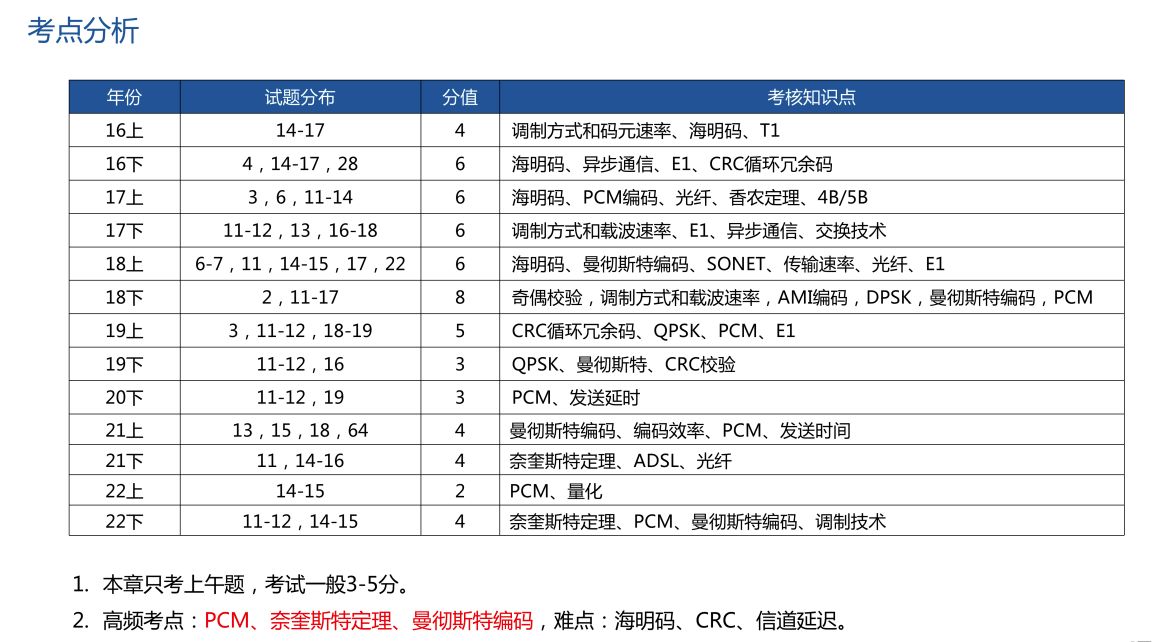 考点分析
年份 试题分布 分值 考核知识点
16上 14-17 4 调制方式和码元速率、海明码、T1
16下 4，14-17，28 6 海明码、异步通信、E1、CRC循环冗余码
17上 3，6，11-14 6 海明码、PCM编码、光纤、香农定理、4B/5B
17下 11-12，13，16-18 6 调制方式和载波速率、E1、异步通信、交换技术
18上 6-7，11，14-15，17，22 6 海明码、曼彻斯特编码、SONET、传输速率、光纤、E1
18下 2，11-17 8 奇偶校验，调制方式和载波速率，AMI编码，DPSK，曼彻斯特编码，PCM
19上 3，11-12，18-19 5 CRC循环冗余码、QPSK、PCM、E1
19下 11-12，16 3 QPSK、曼彻斯特、CRC校验
20下 11-12，19 3 PCM、发送延时
21上 13，15，18，64 4 曼彻斯特编码、编码效率、PCM、发送时间
21下 11，14-16 4 奈奎斯特定理、ADSL、光纤
22上 14-15 2 PCM、量化
22下 11-12，14-15 4 奈奎斯特定理、PCM、曼彻斯特编码、调制技术
1. 本章只考上午题，考试一般3-5分。
2. 高频考点：PCM、奈奎斯特定理、曼彻斯特编码，难点：海明码、CRC、信道延迟。